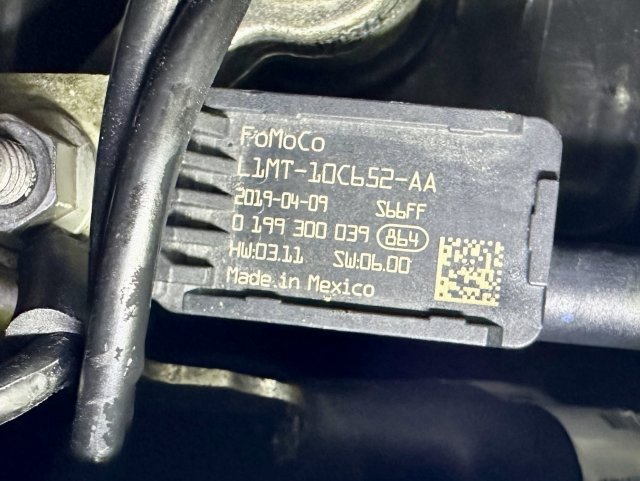 FoMoCo
L1MT-10C652-AA
2019-04-09 S66FF
0 199 300 039 864
HW:03.11 SW:06.00
Made in Mexico